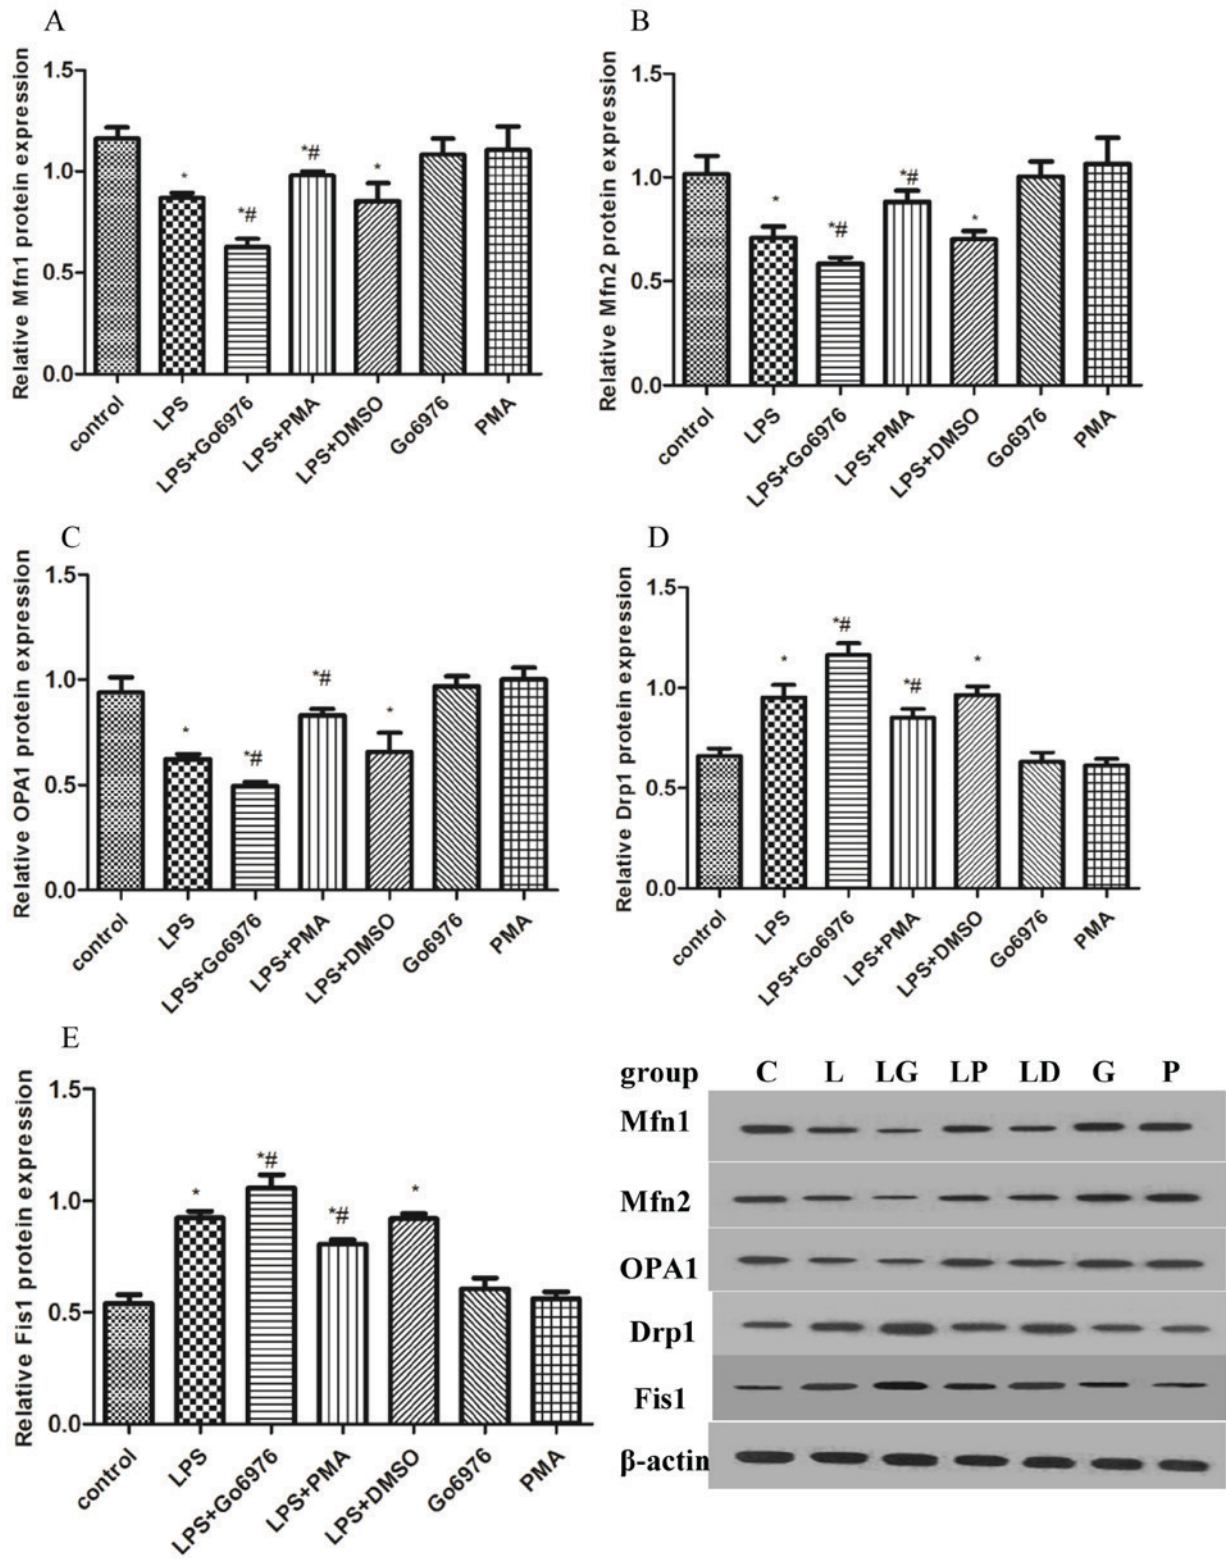 A
Relative Mfn1 protein expression
1.5
1.0
0.5
0.0
*
*#
*#
*
control
LPS
LPS+Go6976
LPS+PMA
LPS+DMSO
Go6976
PMA
B
Relative Mfn2 protein expression
1.5
1.0
0.5
0.0
*
*#
*#
*
control
LPS
LPS+Go6976
LPS+PMA
LPS+DMSO
Go6976
PMA
C
Relative OPA1 protein expression
1.5
1.0
0.5
0.0
*
*#
*#
*
control
LPS
LPS+Go6976
LPS+PMA
LPS+DMSO
Go6976
PMA
D
Relative Drp1 protein expression
1.5
1.0
0.5
0.0
*
*#
*#
*
control
LPS
LPS+Go6976
LPS+PMA
LPS+DMSO
Go6976
PMA
E
Relative Fis1 protein expression
1.5
1.0
0.5
0.0
*
*#
*#
*
control
LPS
LPS+Go6976
LPS+PMA
LPS+DMSO
Go6976
PMA
group C L LG LP LD G P
Mfn1
Mfn2
OPA1
Drp1
Fis1
β-actin